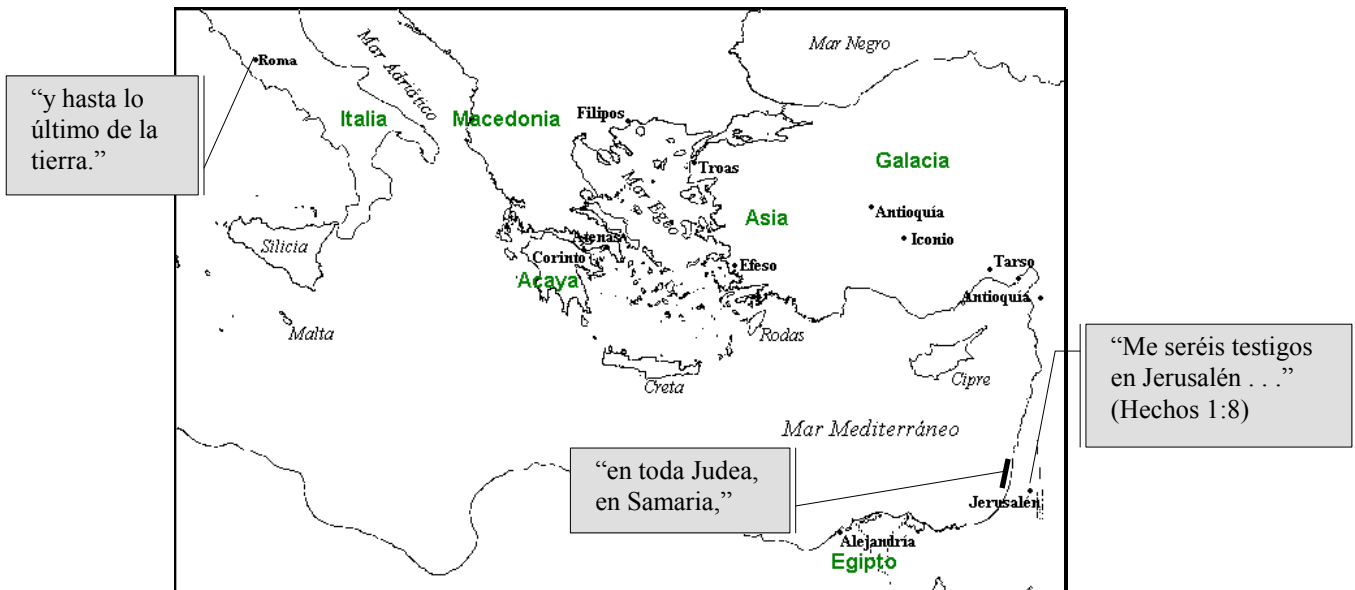 Mar Negro
Roma
Mar Adriático
“y hasta lo
último de la
tierra.”
Italia
Macedonia
Filipos
Galacia
Troas
Mar Egeo
Antioquía
Asia
Iconio
Silicia
Atenas
Corinto
Efeso
Tarso
Acaya
Antioquía
Malta
Rodas
“Me seréis testigos
en Jerusalén . . .”
(Hechos 1:8)
Creta
Cipre
Mar Mediterráneo
“en toda Judea,
en Samaria,”
Jerusalén
Alejandría
Egipto